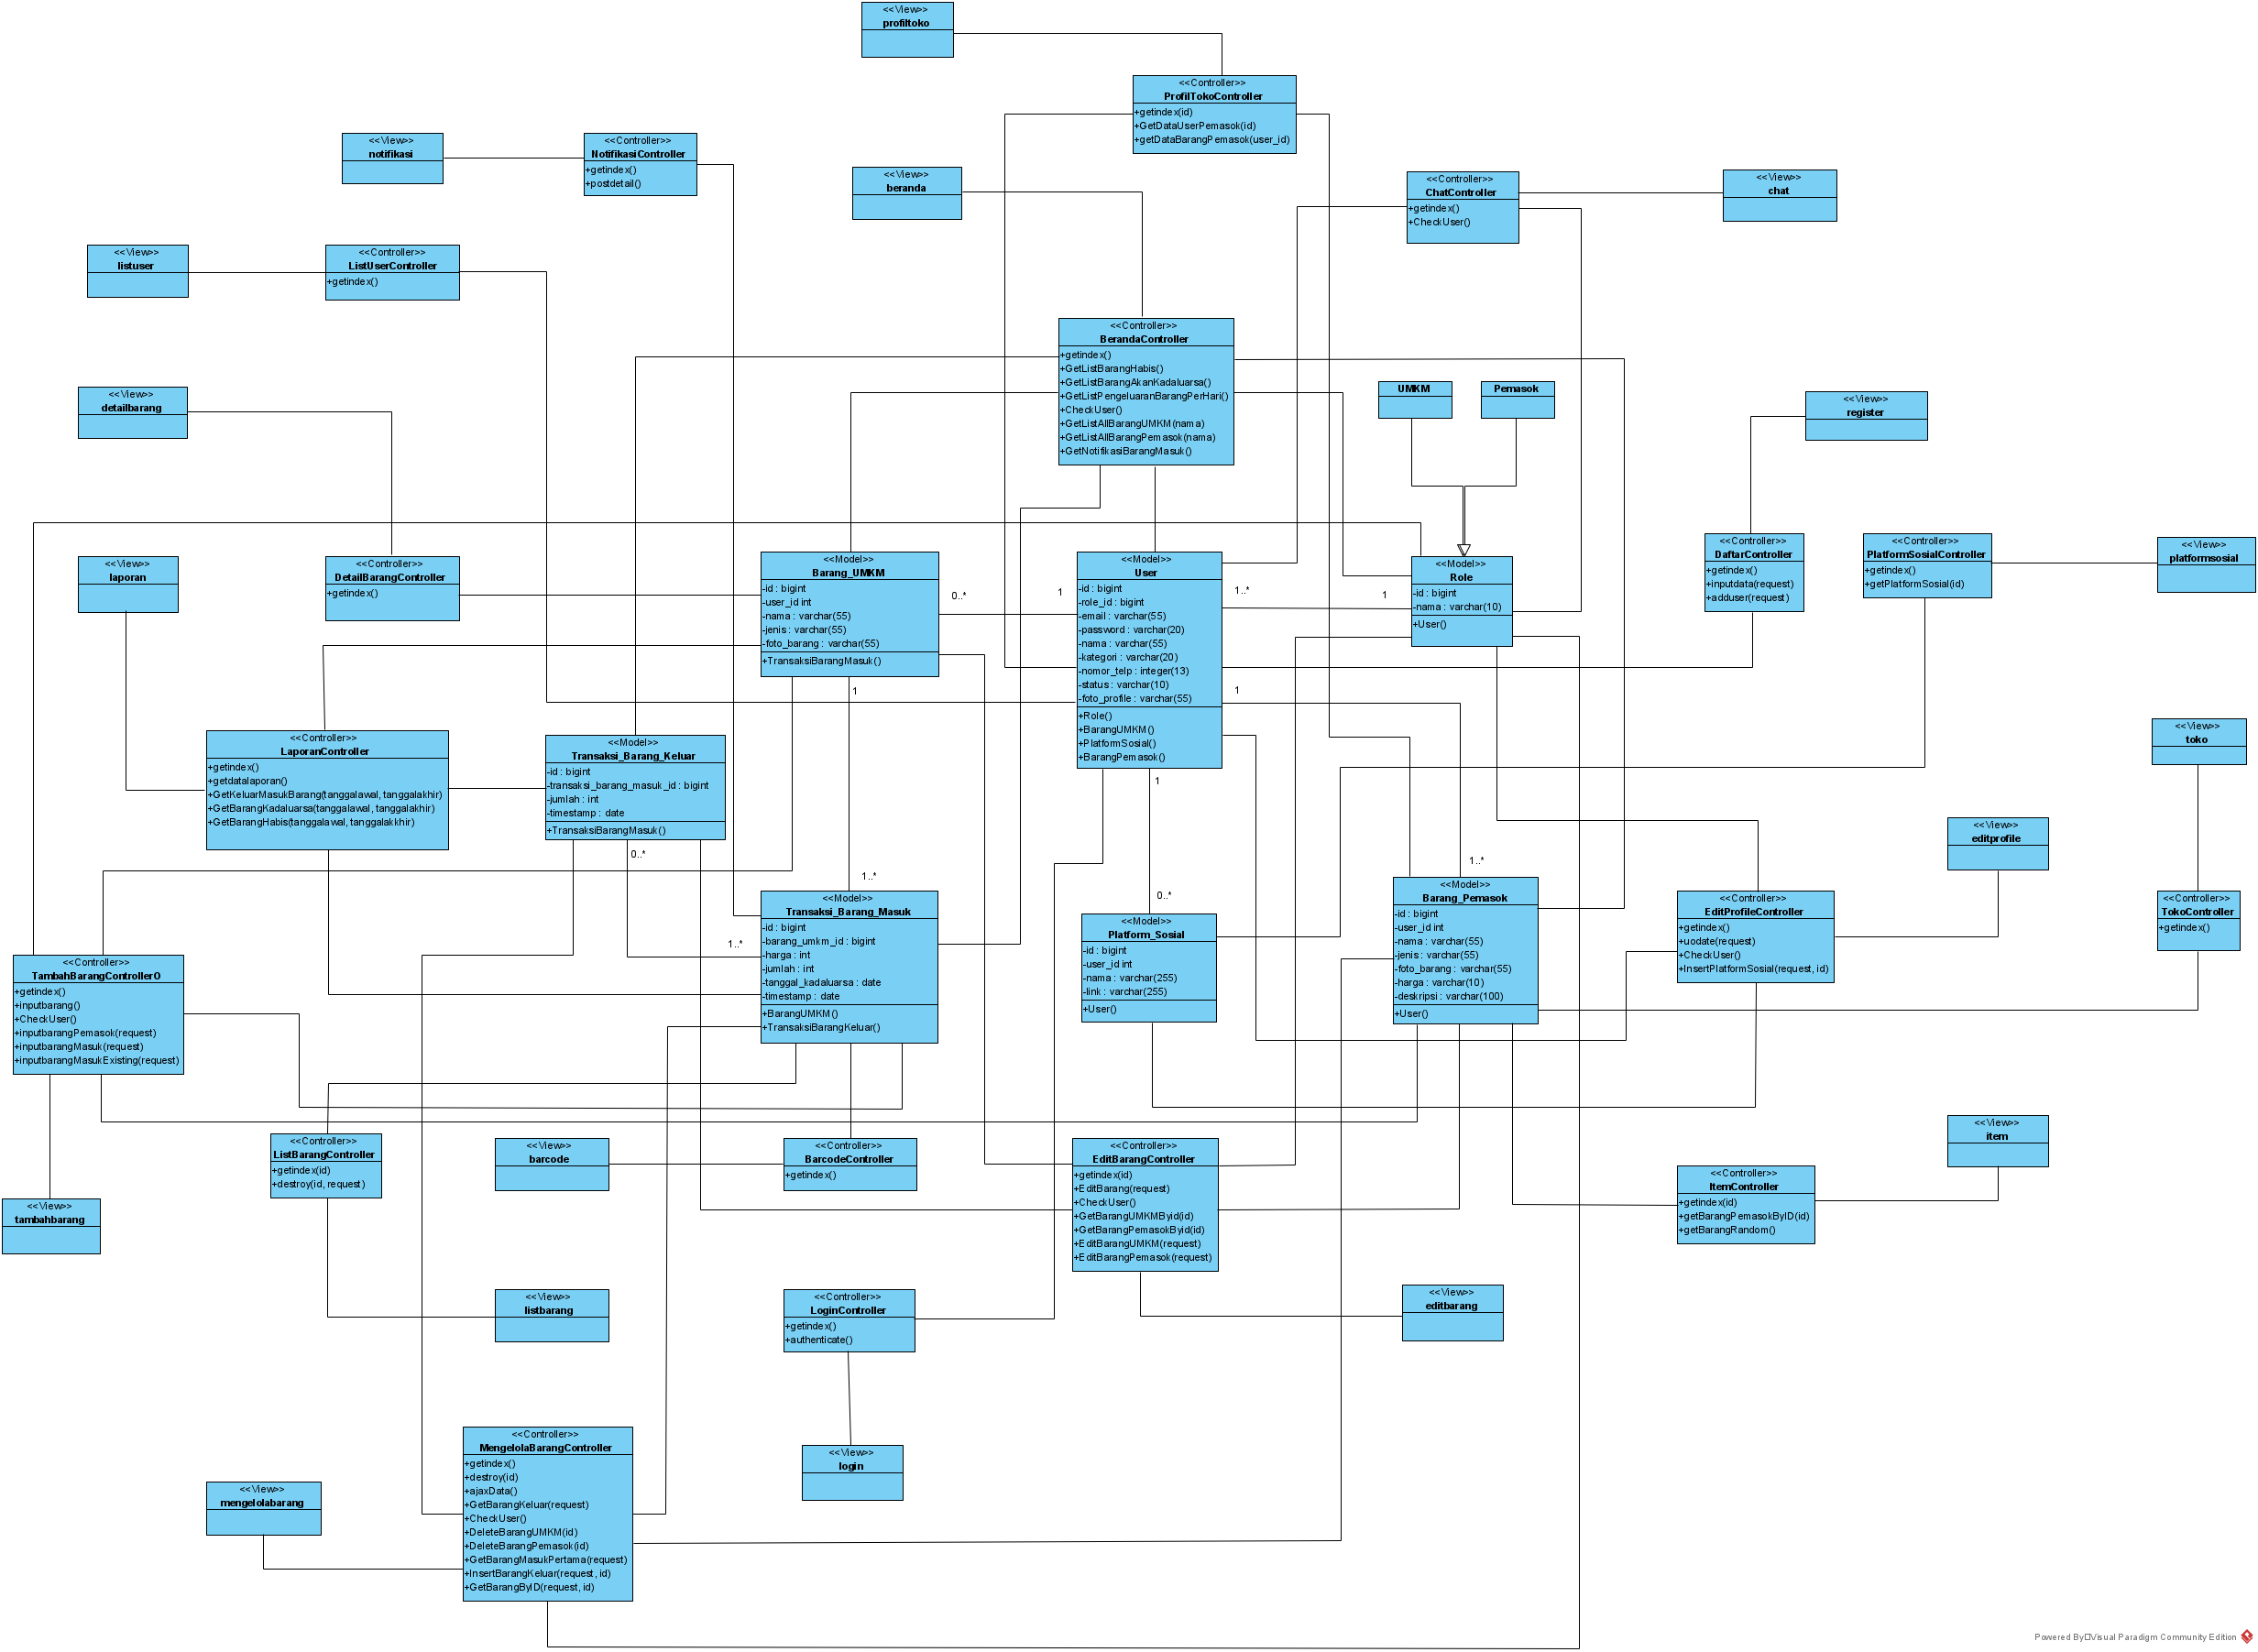 <<View>>
profiltoko
<<Controller>>
ProfilTokoController
+getindex(id)
+GetDataUserPemasok(id)
+getDataBarangPemasok(user_id)
<<View>>
notifikasi
<<Controller>>
NotifikasiController
+getindex()
+postdetail()
<<View>>
beranda
<<Controller>>
ChatController
+getindex()
+CheckUser()
<<View>>
chat
<<View>>
listuser
<<Controller>>
ListUserController
+getindex()
<<Controller>>
BerandaController
+getindex()
+GetListBarangHabis()
+GetListBarangAkanKadaluarsa()
+GetListPengeluaranBarangPerHari()
+CheckUser()
+GetListAllBarangUMKM(nama)
+GetListAllBarangPemasok(nama)
+GetNotifikasiBarangMasuk()
UMKM
Pemasok
<<View>>
detailbarang
<<View>>
register
<<View>>
laporan
<<Controller>>
DetailBarangController
+getindex()
<<Model>>
Barang_UMKM
-id : bigint
-user_id int
-nama : varchar(55)
-jenis : varchar(55)
-foto_barang : varchar(55)
+TransaksiBarangMasuk()
0..*
1
<<Model>>
User
-id : bigint
-role_id : bigint
-email : varchar(55)
-password : varchar(20)
-nama : varchar(55)
-kategori : varchar(20)
-nomor_telp : integer(13)
-status : varchar(10)
-foto_profile : varchar(55)
+Role()
+BarangUMKM()
+PlatformSosial()
+BarangPemasok()
1..*
1
<<Model>>
Role
-id : bigint
-nama : varchar(10)
+User()
<<Controller>>
DaftarController
+getindex()
+inputdata(request)
+adduser(request)
<<Controller>>
PlatformSosialController
+getindex()
+getPlatformSosial(id)
<<View>>
platformsosial
1
1
<<Controller>>
LaporanController
+getindex()
+getdatalaporan()
+GetKeluarMasukBarang(tanggalawal, tanggalakhir)
+GetBarangKadaluarsa(tanggalawal, tanggalakhir)
+GetBarangHabis(tanggalawal, tanggalakkhir)
<<Model>>
Transaksi_Barang_Keluar
-id : bigint
-transaksi_barang_masuk_id : bigint
-jumlah : int
-timestamp : date
+TransaksiBarangMasuk()
<<View>>
toko
1
0..*
1..*
1..*
<<View>>
editprofile
0..*
1..*
<<Model>>
Transaksi_Barang_Masuk
-id : bigint
-barang_umkm_id : bigint
-harga : int
-jumlah : int
-tanggal_kadaluarsa : date
-timestamp : date
+BarangUMKM()
+TransaksiBarangKeluar()
<<Model>>
Platform_Sosial
-id : bigint
-user_id int
-nama : varchar(255)
-link : varchar(255)
+User()
<<Model>>
Barang_Pemasok
-id : bigint
-user_id int
-nama : varchar(55)
-jenis : varchar(55)
-foto_barang : varchar(55)
-harga : varchar(10)
-deskripsi : varchar(100)
+User()
<<Controller>>
EditProfileController
+getindex()
+uodate(request)
+CheckUser()
+InsertPlatformSosial(request, id)
<<Controller>>
TokoController
+getindex()
<<Controller>>
TambahBarangController0
+getindex()
+inputbarang()
+CheckUser()
+inputbarangPemasok(request)
+inputbarangMasuk(request)
+inputbarangMasukExisting(request)
<<Controller>>
ListBarangController
+getindex(id)
+destroy(id, request)
<<View>>
barcode
<<Controller>>
BarcodeController
+getindex()
<<Controller>>
EditBarangController
+getindex(id)
+EditBarang(request)
+CheckUser()
+GetBarangUMKMByid(id)
+GetBarangPemasokByid(id)
+EditBarangUMKM(request)
+EditBarangPemasok(request)
<<View>>
item
<<Controller>>
ItemController
+getindex(id)
+getBarangPemasokByID(id)
+getBarangRandom()
<<View>>
tambahbarang
<<View>>
listbarang
<<Controller>>
LoginController
+getindex()
+authenticate()
<<View>>
editbarang
<<Controller>>
MengelolaBarangController
+getindex()
+destroy(id)
+ajaxData()
+GetBarangKeluar(request)
+CheckUser()
+DeleteBarangUMKM(id)
+DeleteBarangPemasok(id)
+GetBarangMasukPertama(request)
+InsertBarangKeluar(request, id)
+GetBarangByID(request, id)
<<View>>
login
<<View>>
mengelolabarang
Powered By Visual Paradigm Community Edition